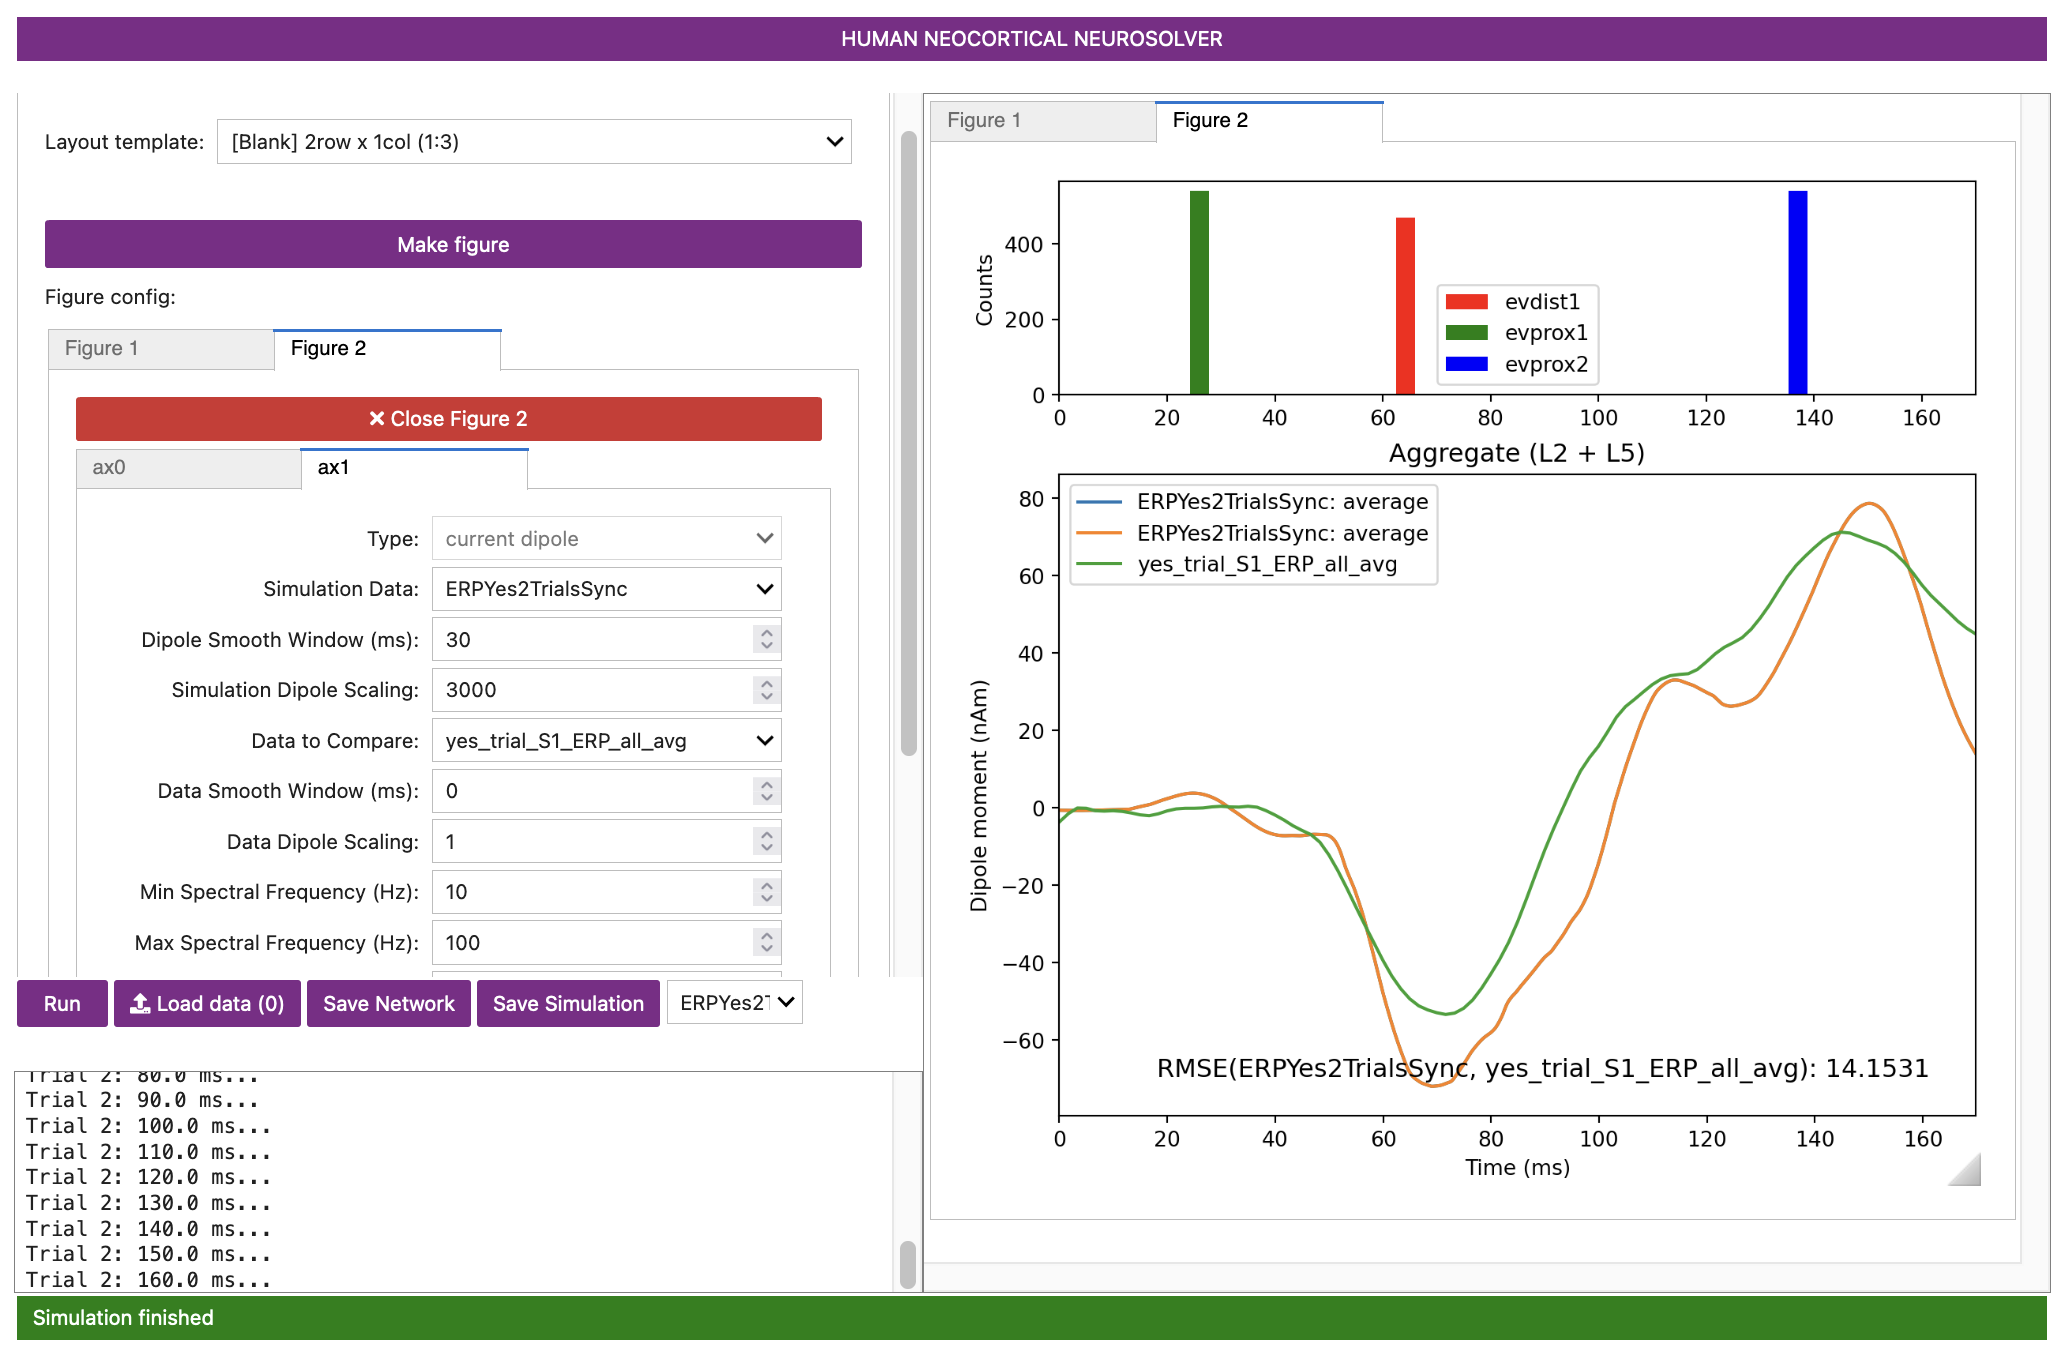 HUMAN NEOCORTICAL NEUROSOLVER
Layout template: [Blank] 2row x 1col (1:3)
Make figure
Figure config:
Figure 1
Figure 2
Close Figure 2
ax0
ax1
Type: current dipole
Simulation Data: ERPYes2TrialsSync
Dipole Smooth Window (ms): 30
Simulation Dipole Scaling: 3000
Data to Compare: yes_trial_S1_ERP_all_avg
Data Smooth Window (ms): 0
Data Dipole Scaling: 1
Min Spectral Frequency (Hz): 10
Max Spectral Frequency (Hz): 100
Run
Load data (0)
Save Network
Save Simulation
ERPYes2T
Trial 2: 80.0 ms...
Trial 2: 90.0 ms...
Trial 2: 100.0 ms...
Trial 2: 110.0 ms...
Trial 2: 120.0 ms...
Trial 2: 130.0 ms...
Trial 2: 140.0 ms...
Trial 2: 150.0 ms...
Trial 2: 160.0 ms...
Figure 1
Figure 2
Counts
400
200
0
evdist1
evprox1
evprox2
0 20 40 60 80 100 120 140 160
Aggregate (L2 + L5)
Dipole moment (nAm)
80
60
40
20
0
−20
−40
−60
ERPYes2TrialsSync: average
ERPYes2TrialsSync: average
yes_trial_S1_ERP_all_avg
RMSE(ERPYes2TrialsSync, yes_trial_S1_ERP_all_avg): 14.1531
0 20 40 60 80 100 120 140 160
Time (ms)
Simulation finished